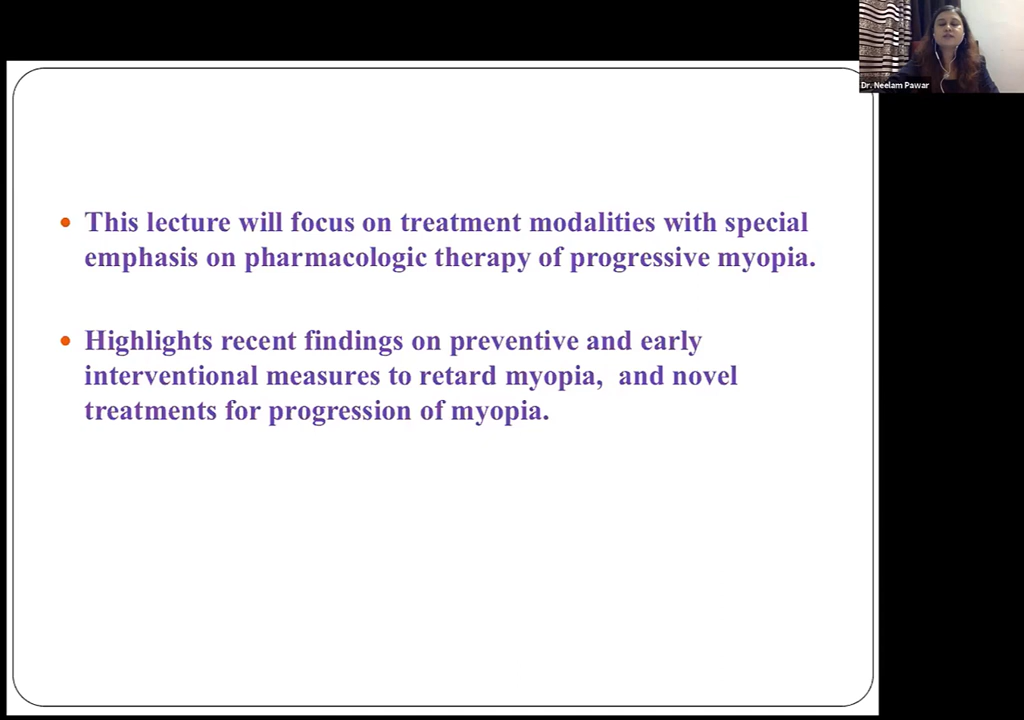 Dr. Neelam Pawar
This lecture will focus on treatment modalities with special
emphasis on pharmacologic therapy of progressive myopia.
Highlights recent findings on preventive and early
interventional measures to retard myopia,  and novel
treatments for progression of myopia.